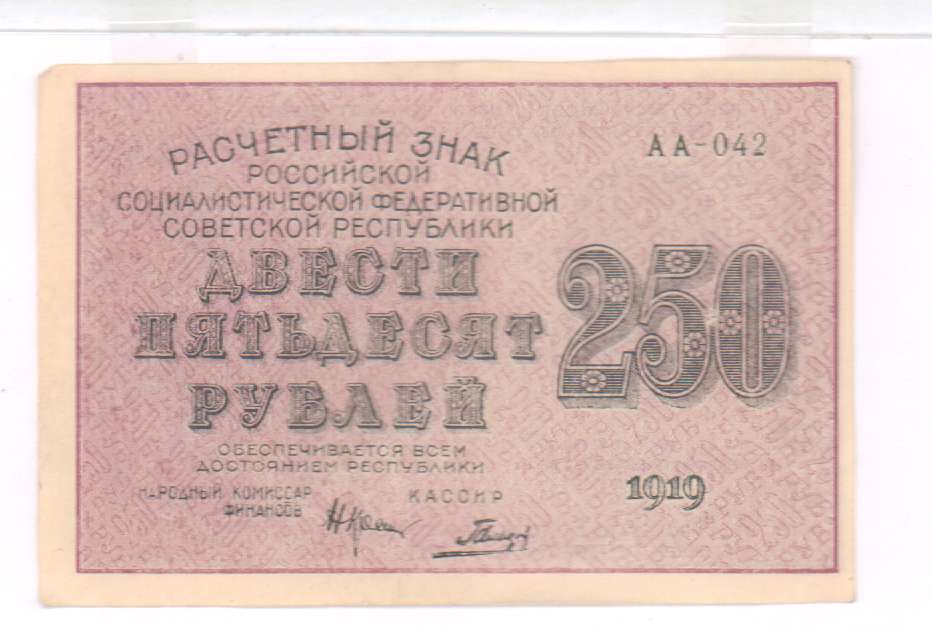 РАСЧЕТНЫЙ ЗНАК
РОССИЙСКОЙ
СОЦИАЛИСТИЧЕСКОЙ ФЕДЕРАТИВНОЙ
СОВЕТСКОЙ РЕСПУБЛИКИ
ДВЕСТИ
ПЯТЬДЕСЯТ
РУБЛЕЙ
ОБЕСПЕЧИВАЕТСЯ ВСЕМ
ДОСТОЯНИЕМ РЕСПУБЛИКИ
НАРОДНЫЙ КОМИССАР
ФИНАНСОВ
КАССИР
АА-042
250
1919